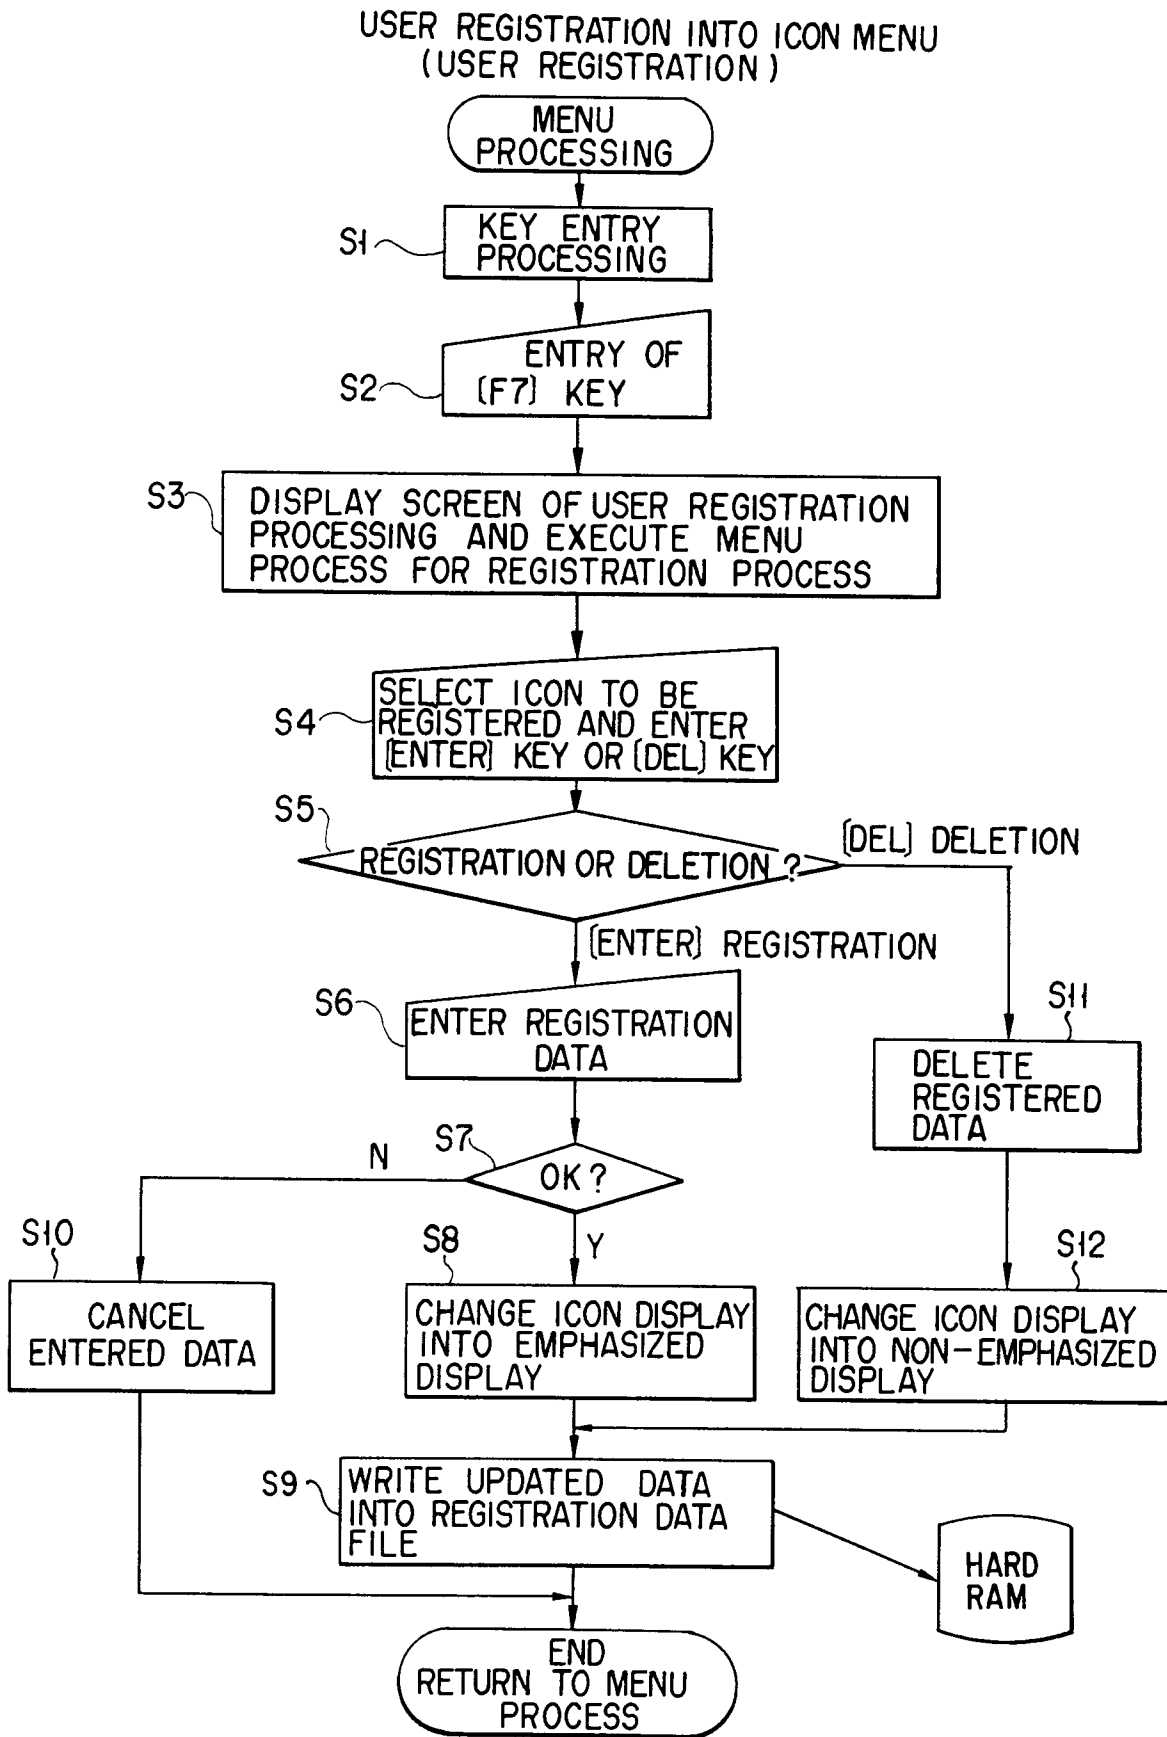 USER REGISTRATION INTO ICON MENU
(USER REGISTRATION)
MENU
PROCESSING
S1
KEY ENTRY
PROCESSING
S2
ENTRY OF
[F7] KEY
S3
DISPLAY SCREEN OF USER REGISTRATION
PROCESSING AND EXECUTE MENU
PROCESS FOR REGISTRATION PROCESS
S4
SELECT ICON TO BE
REGISTERED AND ENTER
[ENTER] KEY OR [DEL] KEY
S5
REGISTRATION OR DELETION ?
[DEL] DELETION
[ENTER] REGISTRATION
S6
ENTER REGISTRATION
DATA
S11
DELETE
REGISTERED
DATA
S7
OK?
N
Y
S10
CANCEL
ENTERED DATA
S8
CHANGE ICON DISPLAY
INTO EMPHASIZED
DISPLAY
S12
CHANGE ICON DISPLAY
INTO NON-EMPHASIZED
DISPLAY
S9
WRITE UPDATED DATA
INTO REGISTRATION DATA
FILE
HARD
RAM
END
RETURN TO MENU
PROCESS